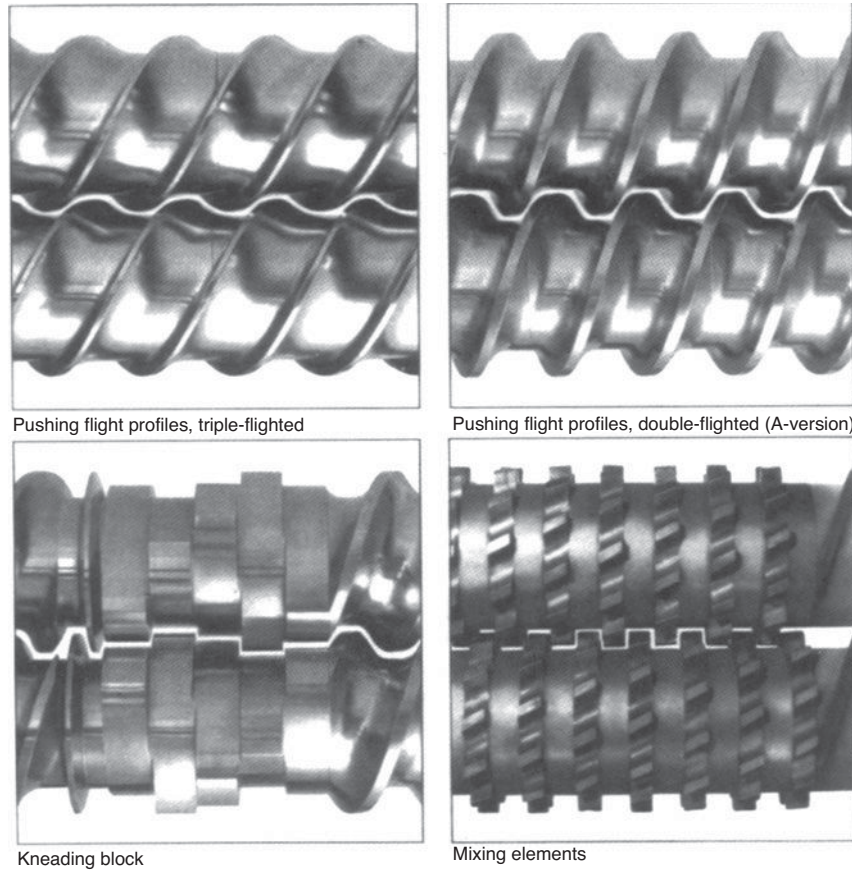 Pushing flight profiles, triple-flighted
Pushing flight profiles, double-flighted (A-version)
Kneading block
Mixing elements